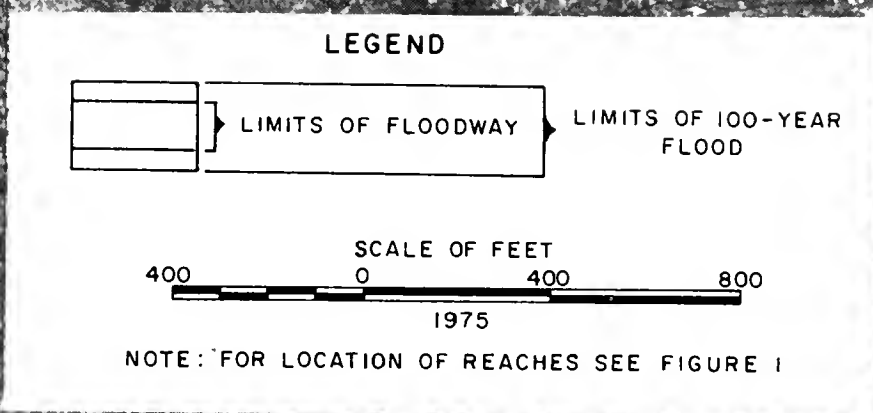 LEGEND
LIMITS OF FLOODWAY
LIMITS OF 100-YEAR
FLOOD
SCALE OF FEET
400 0 400 800
1975
NOTE: FOR LOCATION OF REACHES SEE FIGURE 1